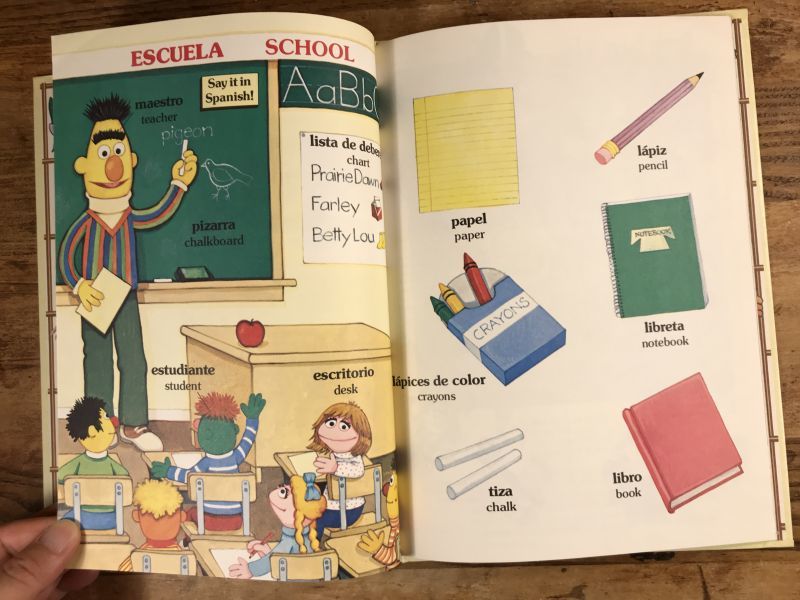 ESCUELA SCHOOL
Say it in
Spanish!
maestro
teacher
pigeon
pizarra
chalkboard
AaBb
lista de
chart
Prairie Dawn
Farley
Betty Lou
estudiante
student
escritorio
desk
papel
paper
lápiz
pencil
NOTEBOOK
libreta
notebook
CRAYONS
lápices de color
crayons
tiza
chalk
libro
book